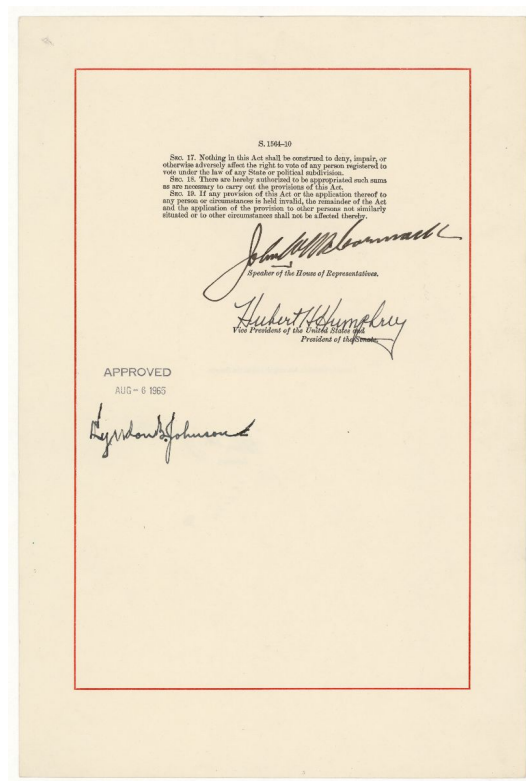 S. 1564–10
Sec. 17. Nothing in this Act shall be construed to deny, impair, or
otherwise adversely affect the right to vote of any person registered to
vote under the law of any State or political subdivision.
Sec. 18. There are hereby authorized to be appropriated such sums
as are necessary to carry out the provisions of this Act.
Sec. 19. If any provision of this Act or the application thereof to
any person or circumstances is held invalid, the remainder of the Act
and the application of the provision to other persons not similarly
situated or to other circumstances shall not be affected thereby.
John W McCormack
Speaker of the House of Representatives.
Hubert H Humphrey
Vice President of the United States and
President of the Senate.
APPROVED
AUG – 6 1965
Lyndon B. Johnson